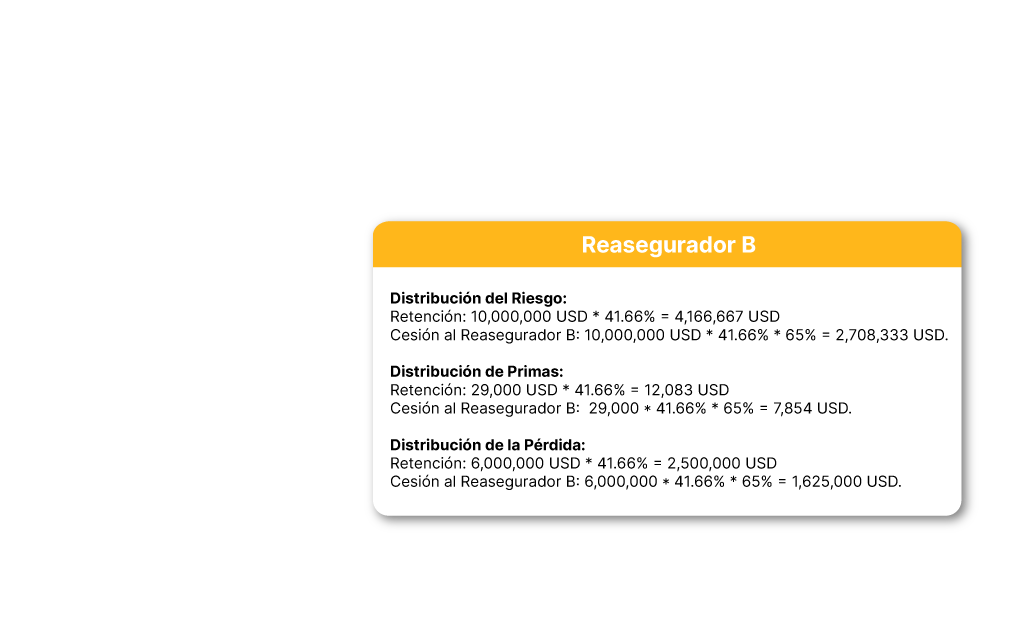 Reasegurador B
Distribución del Riesgo:
Retención: 10,000,000 USD * 41.66% = 4,166,667 USD
Cesión al Reasegurador B: 10,000,000 USD * 41.66% * 65% = 2,708,333 USD.
Distribución de Primas:
Retención: 29,000 USD * 41.66% = 12,083 USD
Cesión al Reasegurador B:  29,000 * 41.66% * 65% = 7,854 USD.
Distribución de la Pérdida:
Retención: 6,000,000 USD * 41.66% = 2,500,000 USD
Cesión al Reasegurador B: 6,000,000 * 41.66% * 65% = 1,625,000 USD.